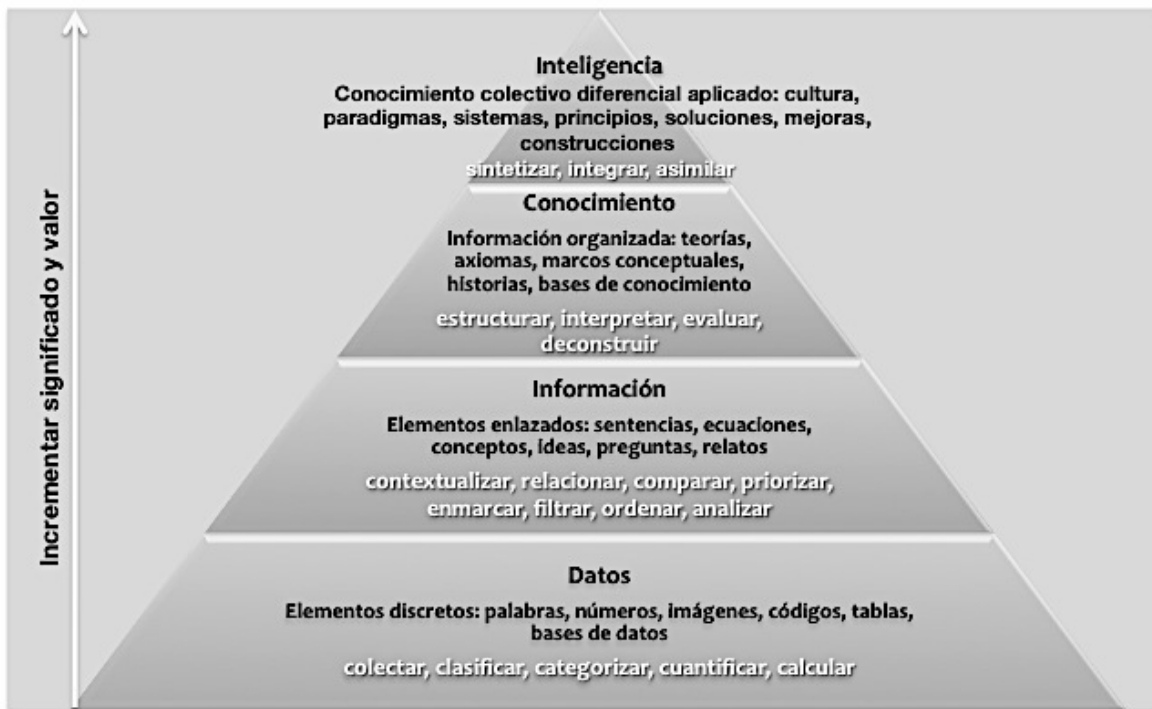 Incrementar significado y valor
Inteligencia
Conocimiento colectivo diferencial aplicado: cultura,
paradigmas, sistemas, principios, soluciones, mejoras,
construcciones
sintetizar, integrar, asimilar
Conocimiento
Información organizada: teorías,
axiomas, marcos conceptuales,
historias, bases de conocimiento
estructurar, interpretar, evaluar,
deconstruir
Información
Elementos enlazados: sentencias, ecuaciones,
conceptos, ideas, preguntas, relatos
contextualizar, relacionar, comparar, priorizar,
enmarcar, filtrar, ordenar, analizar
Datos
Elementos discretos: palabras, números, imágenes, códigos, tablas,
bases de datos
colectar, clasificar, categorizar, cuantificar, calcular